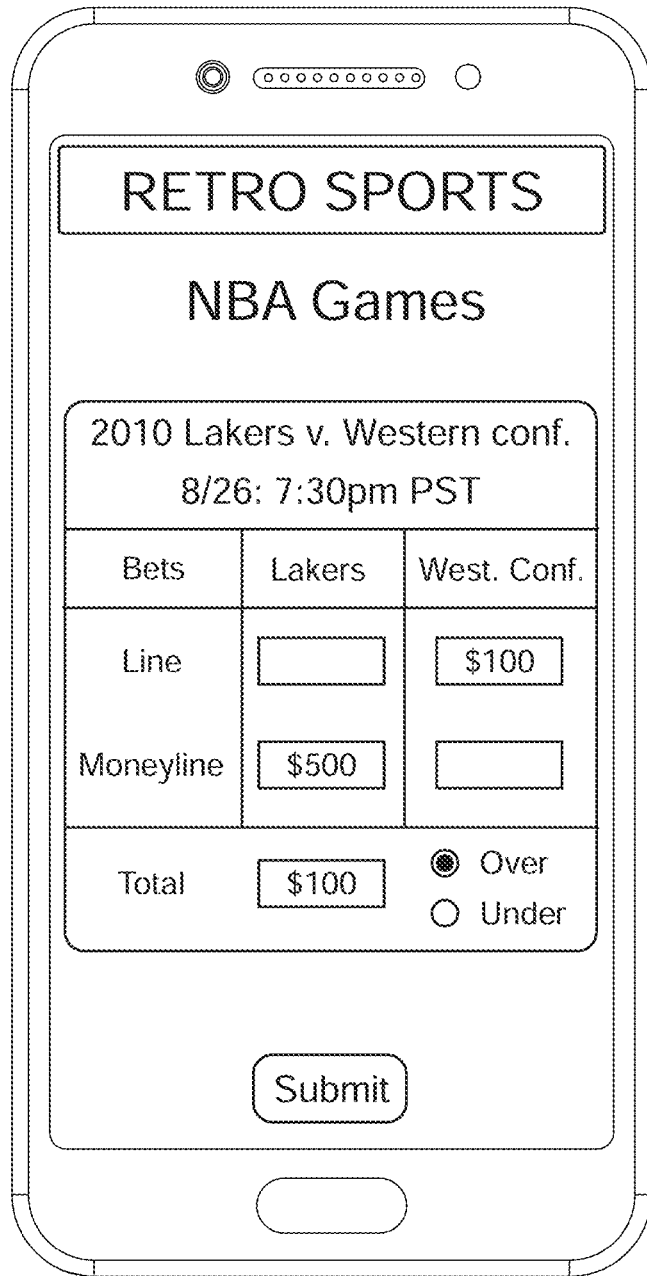 RETRO SPORTS
NBA Games
2010 Lakers v. Western conf.
8/26: 7:30pm PST
Bets Lakers West. Conf.
Line $100
Moneyline $500
Total $100 Over
Under
Submit